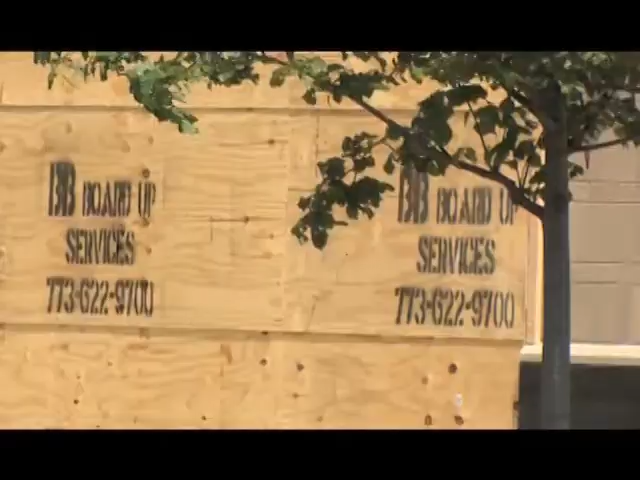 BB BOARD UP
SERVICES
773-622-9700
BB BOARD UP
SERVICES
773-622-9700